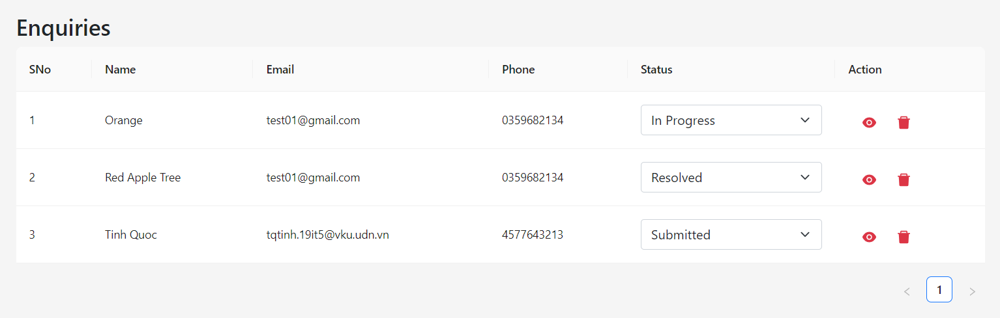 Enquiries
SNo Name Email Phone Status Action
1 Orange test01@gmail.com 0359682134 In Progress
2 Red Apple Tree test01@gmail.com 0359682134 Resolved
3 Tinh Quoc tqtinh.19it5@vku.udn.vn 4577643213 Submitted
< 1 >